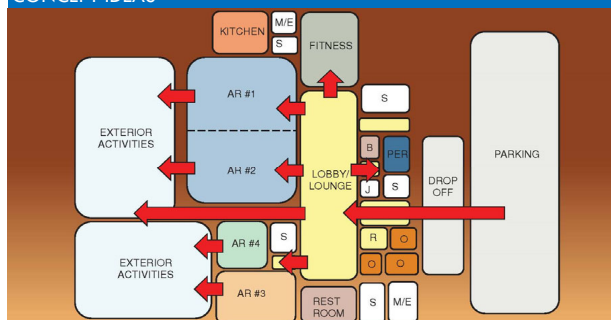 CONCEPT IDEAS
KITCHEN
M/E
S
FITNESS
AR #1
S
EXTERIOR
ACTIVITIES
B
PER
PARKING
AR #2
LOBBY/
LOUNGE
J
S
DROP
OFF
AR #4
S
R
O
EXTERIOR
ACTIVITIES
O
O
AR #3
REST
ROOM
S
M/E